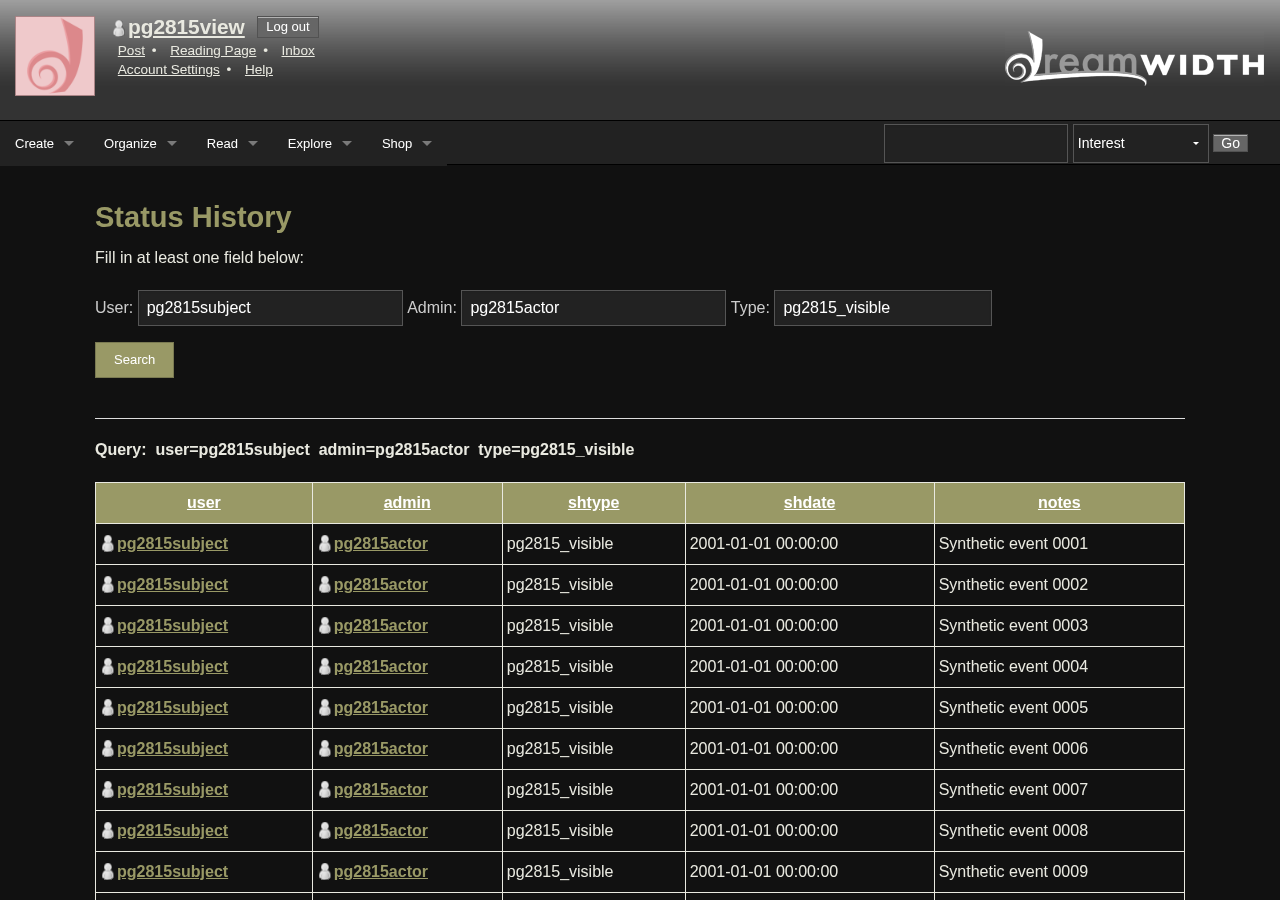 pg2815view Log out
Post • Reading Page • Inbox
Account Settings • Help
dreamWIDTH
Create Organize Read Explore Shop Interest Go
Status History
Fill in at least one field below:
User: pg2815subject Admin: pg2815actor Type: pg2815_visible
Search
Query: user=pg2815subject admin=pg2815actor type=pg2815_visible
user admin shtype shdate notes
pg2815subject pg2815actor pg2815_visible 2001-01-01 00:00:00 Synthetic event 0001
pg2815subject pg2815actor pg2815_visible 2001-01-01 00:00:00 Synthetic event 0002
pg2815subject pg2815actor pg2815_visible 2001-01-01 00:00:00 Synthetic event 0003
pg2815subject pg2815actor pg2815_visible 2001-01-01 00:00:00 Synthetic event 0004
pg2815subject pg2815actor pg2815_visible 2001-01-01 00:00:00 Synthetic event 0005
pg2815subject pg2815actor pg2815_visible 2001-01-01 00:00:00 Synthetic event 0006
pg2815subject pg2815actor pg2815_visible 2001-01-01 00:00:00 Synthetic event 0007
pg2815subject pg2815actor pg2815_visible 2001-01-01 00:00:00 Synthetic event 0008
pg2815subject pg2815actor pg2815_visible 2001-01-01 00:00:00 Synthetic event 0009